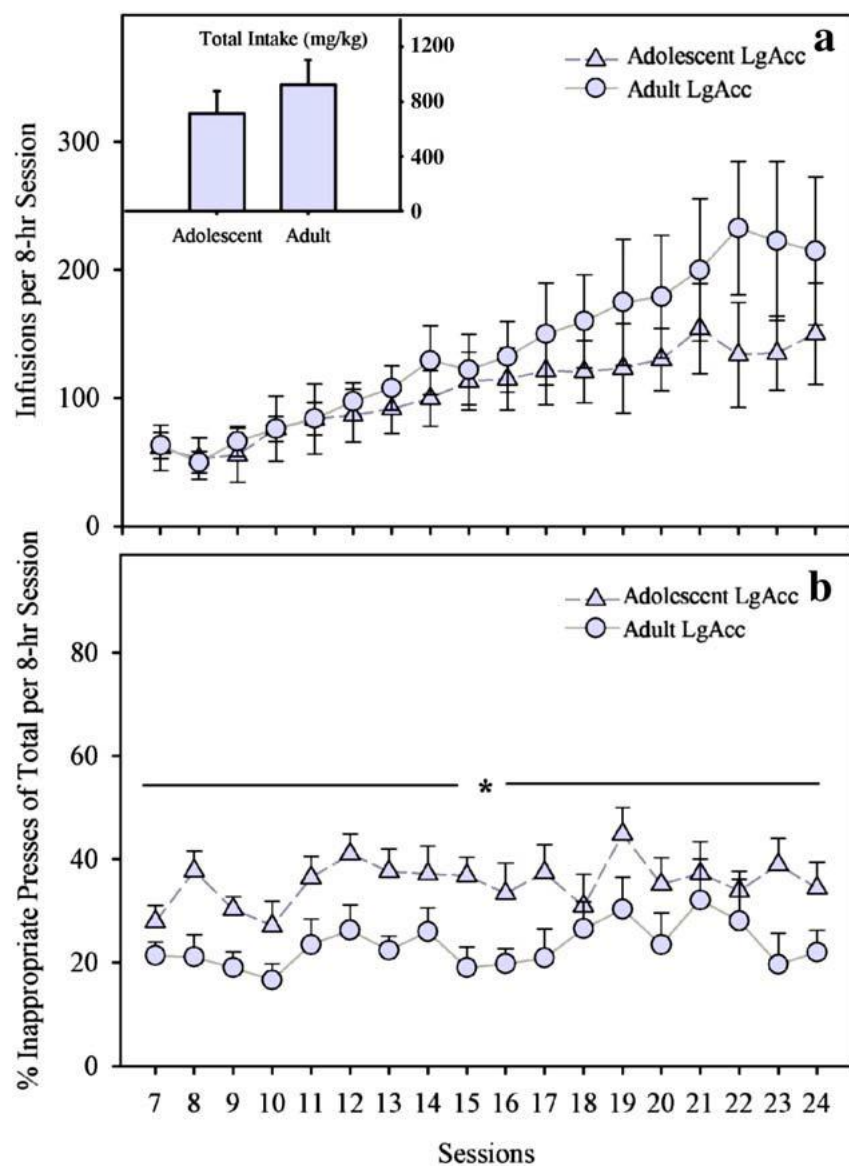 Total Intake (mg/kg)
1200
800
400
0
Adolescent Adult
a
Adolescent LgAcc
Adult LgAcc
Infusions per 8-hr Session
300
200
100
0
b
Adolescent LgAcc
Adult LgAcc
% Inappropriate Presses of Total per 8-hr Session
80
60
40
20
0
*
7 8 9 10 11 12 13 14 15 16 17 18 19 20 21 22 23 24
Sessions